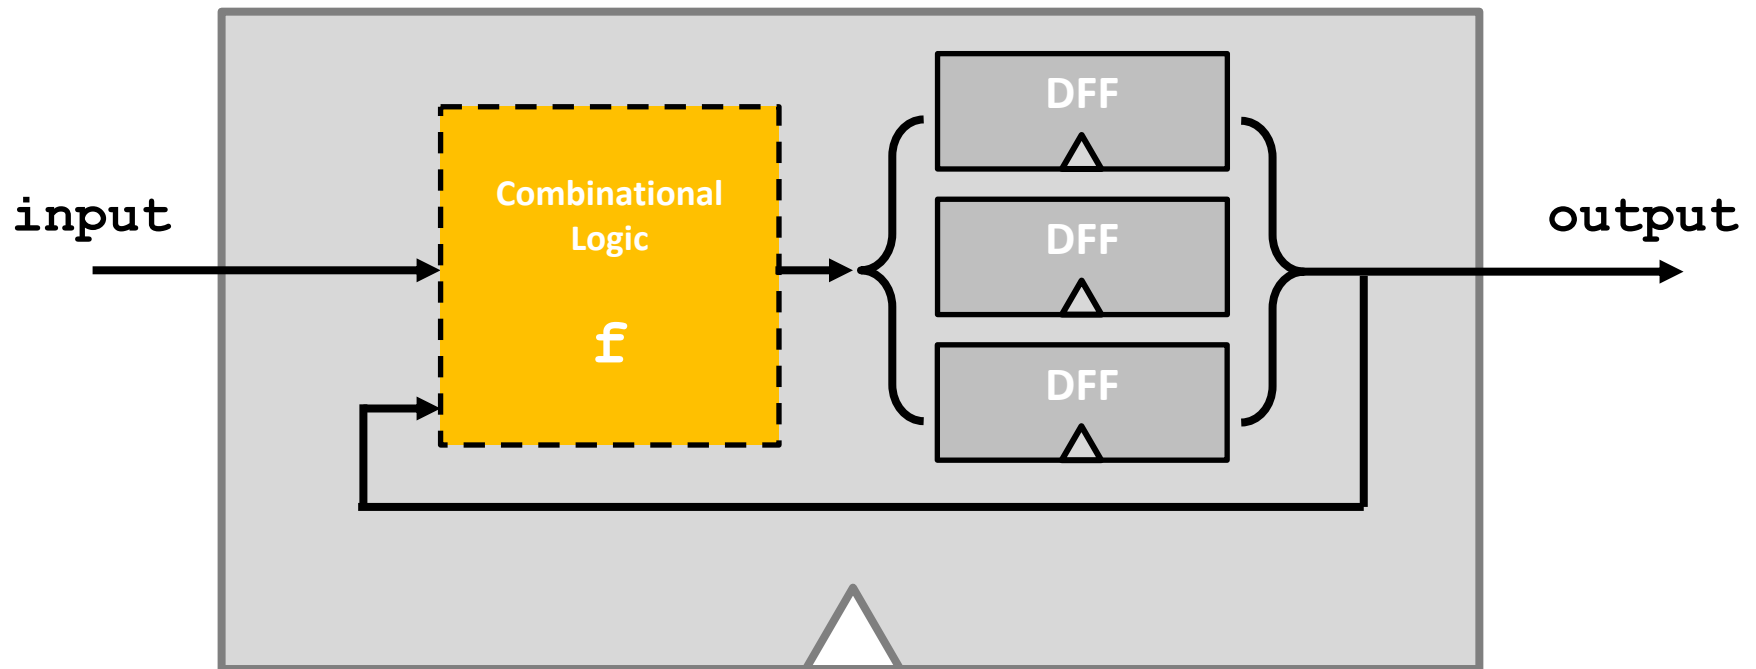 input
Combinational
Logic
f
DFF
DFF
DFF
output